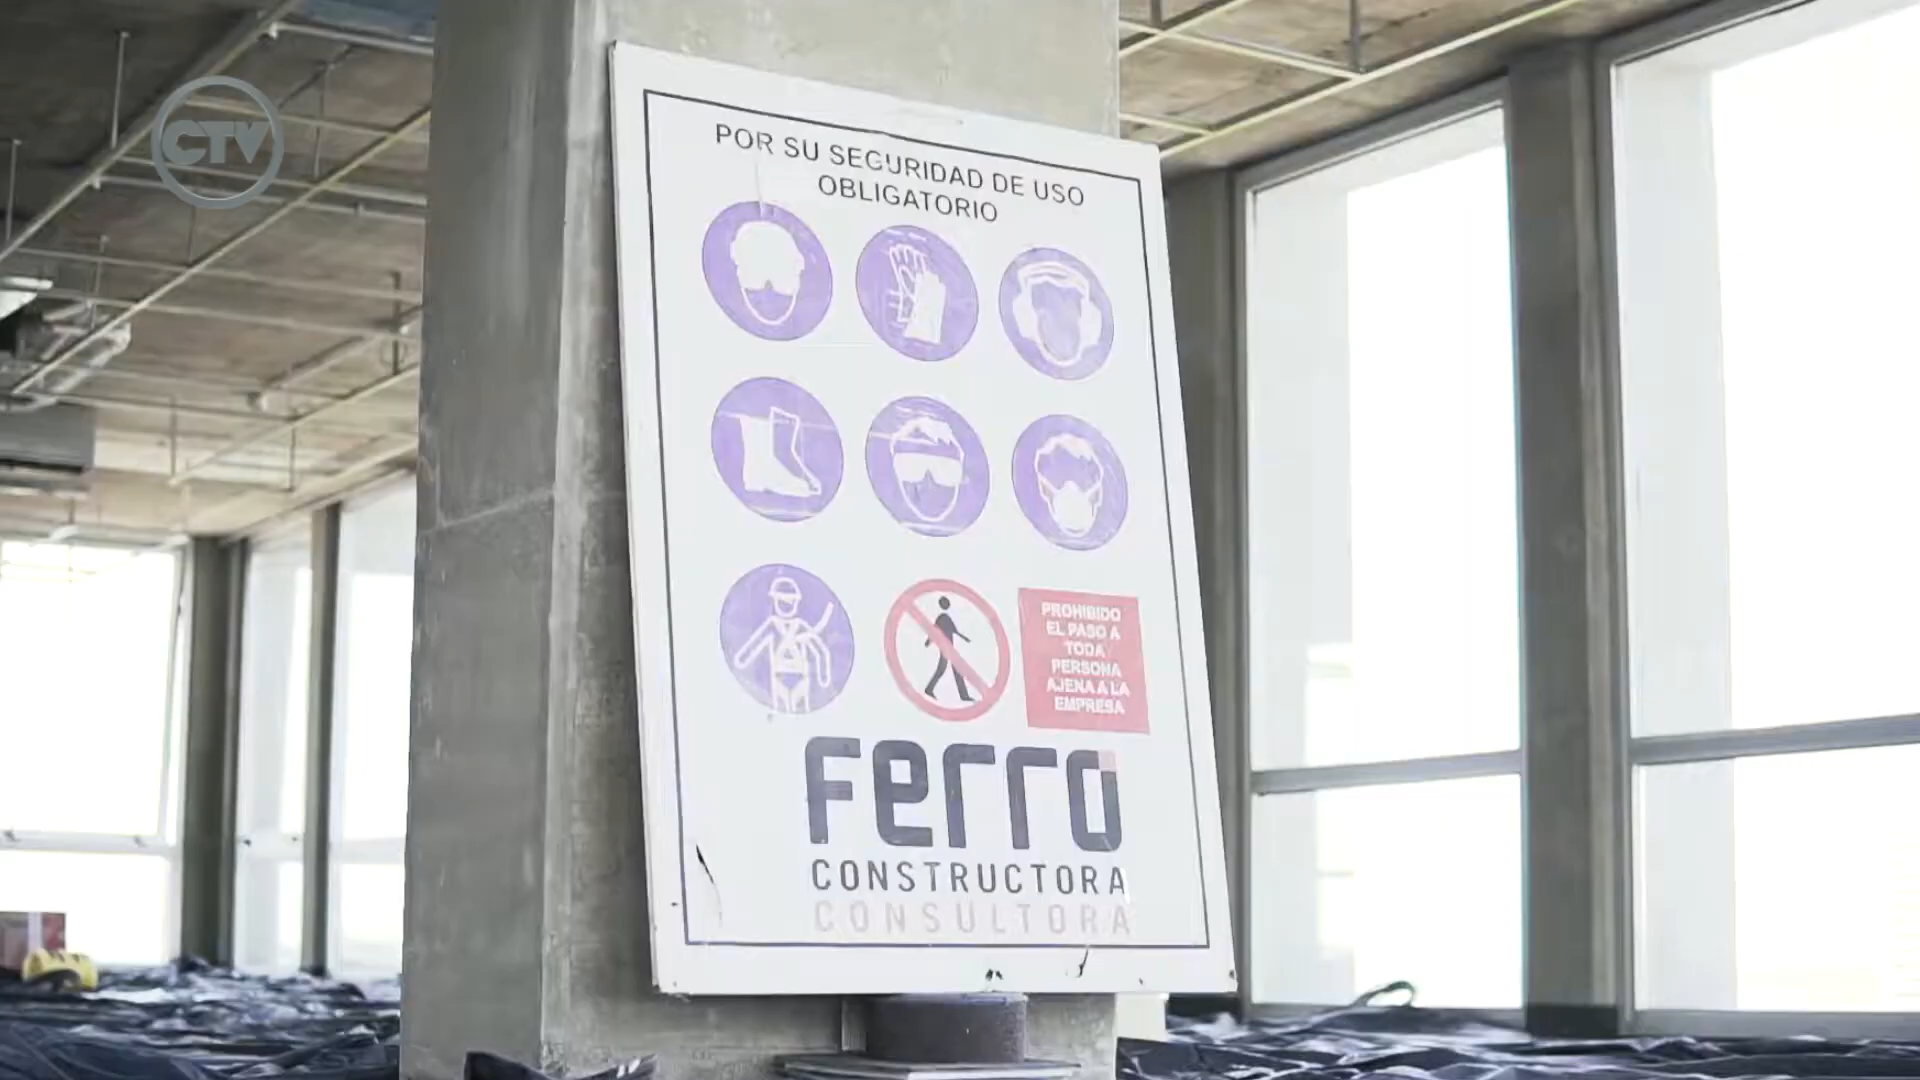 CTV
POR SU SEGURIDAD DE USO
OBLIGATORIO
PROHIBIDO
EL PASO A
TODA
PERSONA
AJENA A LA
EMPRESA
Ferro
CONSTRUCTORA
CONSULTORA